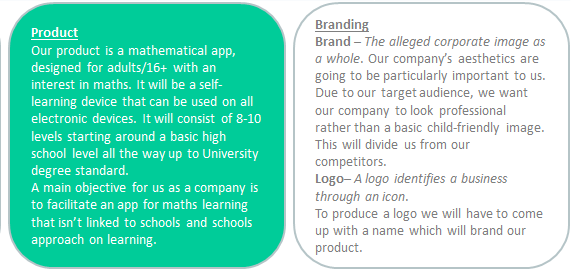 Product
Our product is a mathematical app,
designed for adults/16+ with an
interest in maths. It will be a self-
learning device that can be used on all
electronic devices. It will consist of 8-10
levels starting around a basic high
school level all the way up to University
degree standard.
A main objective for us as a company is
to facilitate an app for maths learning
that isn't linked to schools and schools
approach on learning.
Branding
Brand – The alleged corporate image as
a whole. Our company's aesthetics are
going to be particularly important to us.
Due to our target audience, we want
our company to look professional
rather than a basic child-friendly image.
This will divide us from our
competitors.
Logo– A logo identifies a business
through an icon.
To produce a logo we will have to come
up with a name which will brand our
product.